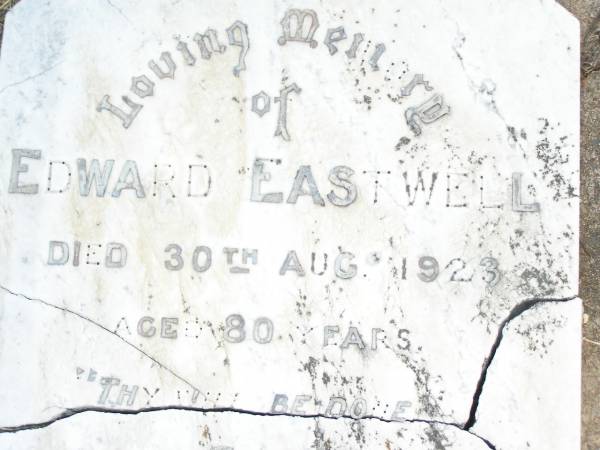 Loving Memory
of
EDWARD EASTWELL
DIED 30TH AUG. 1923
AGED 80 YEARS.
"THY WILL BE DONE